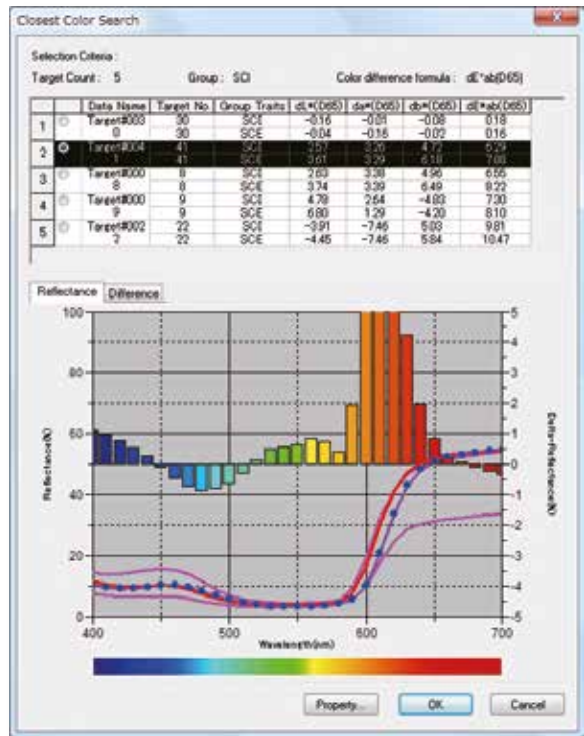 Closest Color Search
Selection Criteria :
Target Count : 5 Group : SCI Color difference formula : dE*ab(D65)
Data Name Target No Group Traits dL*(D65) da*(D65) db*(D65) dE*ab(D65)
1 Target#003 30 SCI -0.16 -0.01 -0.08 0.18
0 30 SCE -0.04 -0.16 -0.02 0.16
2 Target#004 41 SCI 2.57 3.26 4.72 6.29
1 41 SCE 3.61 3.29 6.18
3 Target#000 8 SCI 2.63 3.38 4.96 6.55
8 8 SCE 3.74 3.39 6.49 8.22
4 Target#000 9 SCI 4.78 2.64 -4.83 7.30
9 9 SCE 6.80 1.29 -4.20 8.10
5 Target#002 22 SCI -3.91 -7.46 5.03 9.81
2 22 SCE -4.45 -7.46 5.84 10.47
Reflectance Difference
100 5
4
80 3
2
60 1
0
40 -1
-2
20 -3
-4
0 -5
400 500 600 700
Reflectance(%)
Delta-Reflectance(%)
Wavelength(nm)
Property... OK Cancel